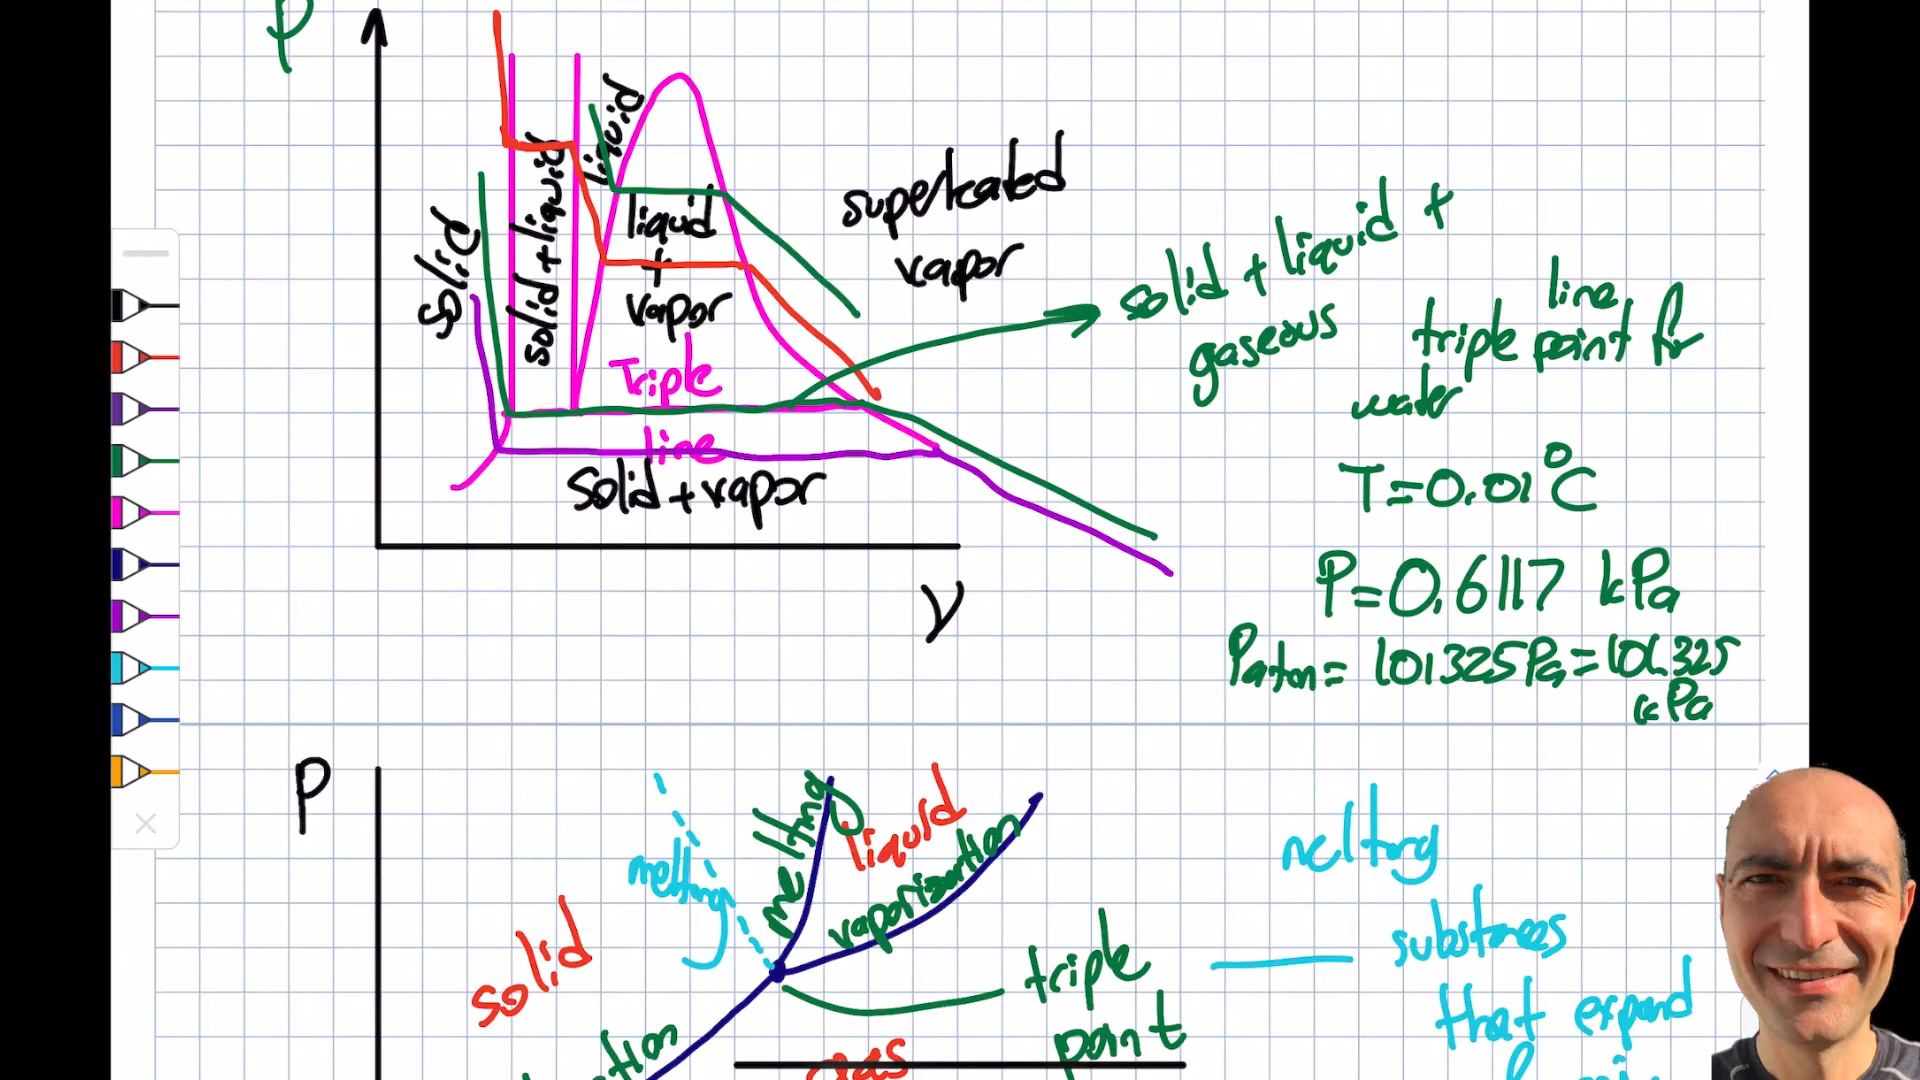 P
solid
solid + liquid
liquid
liquid
+
vapor
superheated
vapor
Triple
line
solid + vapor
V
solid + liquid +
gaseous
line
triple point for
water
T=0.01°C
P=0.6117 kPa
Patm= 101325Pa=101.325
kPa
P
melting
melting
liquid
vaporization
solid
triple
point
gas
melting
substances
that expand